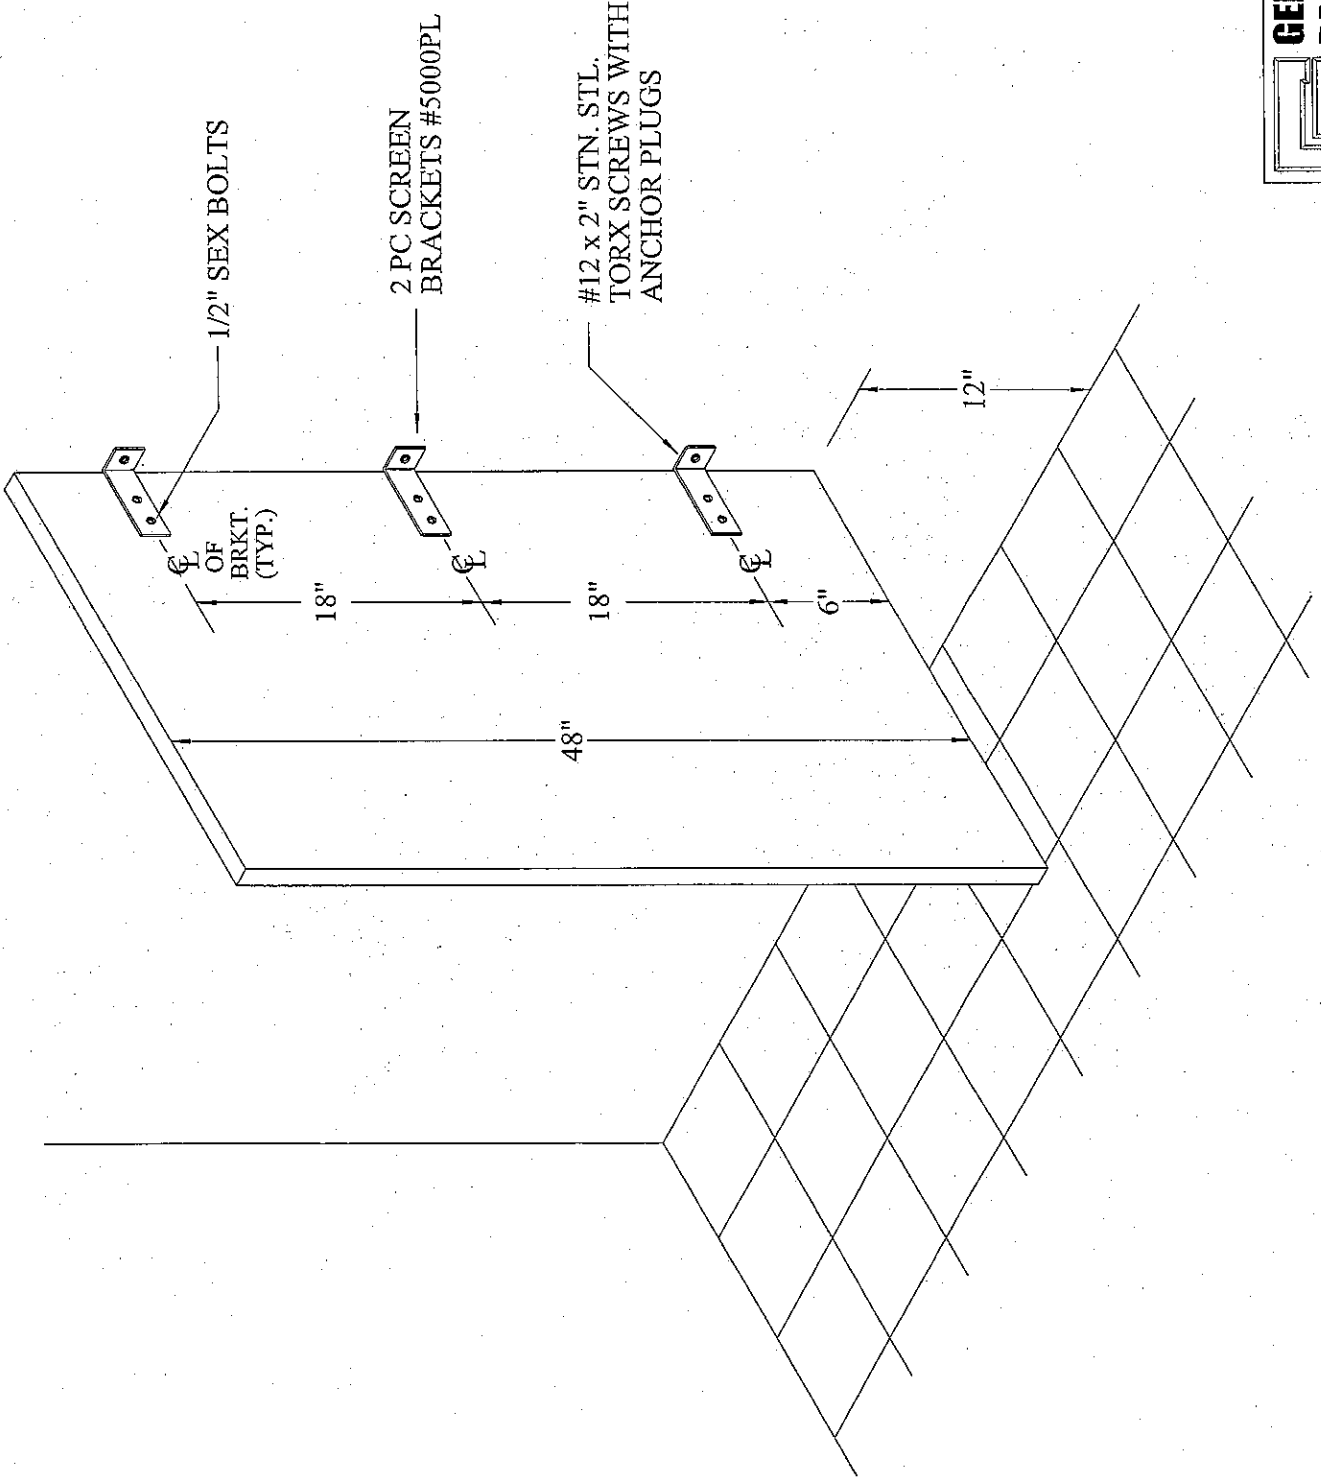 1/2" SEX BOLTS
2 PC SCREEN
BRACKETS #5000PL
#12 x 2" STN. STL.
TORX SCREWS WITH
ANCHOR PLUGS
℄
OF
BRKT.
(TYP.)
18"
℄
18"
℄
6"
48"
12"